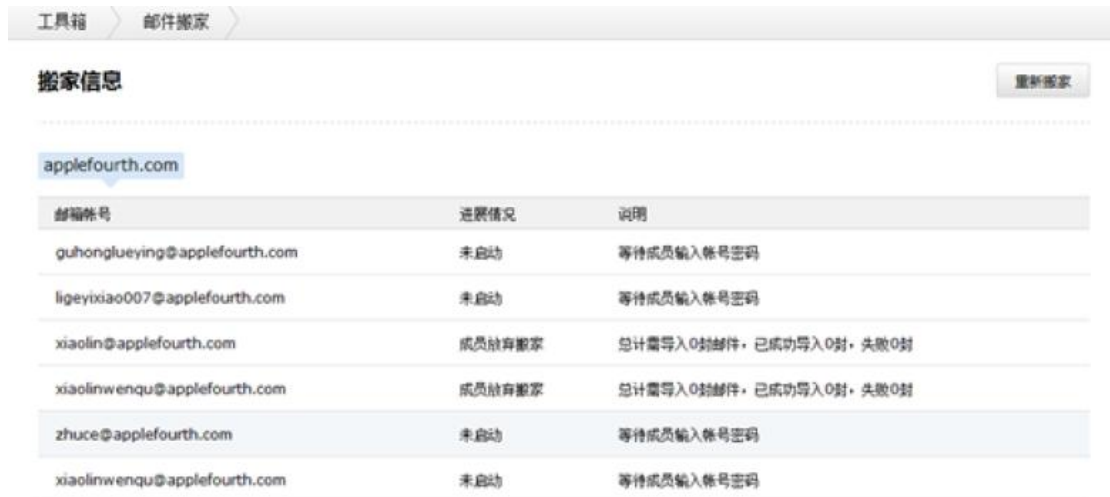 工具箱 邮件搬家
搬家信息 重新搬家
applefourth.com
邮箱帐号 进展情况 说明
guhonglueying@applefourth.com 未启动 等待成员输入帐号密码
ligeyixiao007@applefourth.com 未启动 等待成员输入帐号密码
xiaolin@applefourth.com 成员放弃搬家 总计需导入0封邮件，已成功导入0封，失败0封
xiaolinwenqu@applefourth.com 成员放弃搬家 总计需导入0封邮件，已成功导入0封，失败0封
zhuce@applefourth.com 未启动 等待成员输入帐号密码
xiaolinwenqu@applefourth.com 未启动 等待成员输入帐号密码